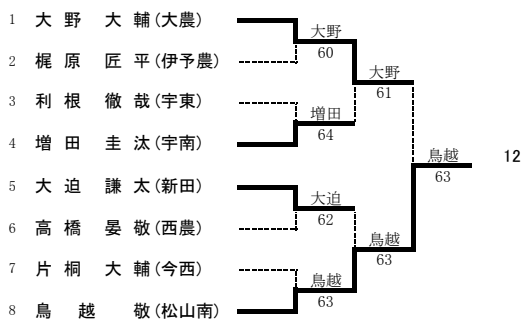 1 大野 大輔(大農)
2 梶原 匠平(伊予農)
3 利根 徹哉(宇東)
4 増田 圭汰(宇南)
5 大迫 謙太(新田)
6 高橋 晏敬(西農)
7 片桐 大輔(今西)
8 鳥越 敬(松山南)
大野
60
増田
64
大迫
62
鳥越
63
大野
61
鳥越
63
鳥越
63
12